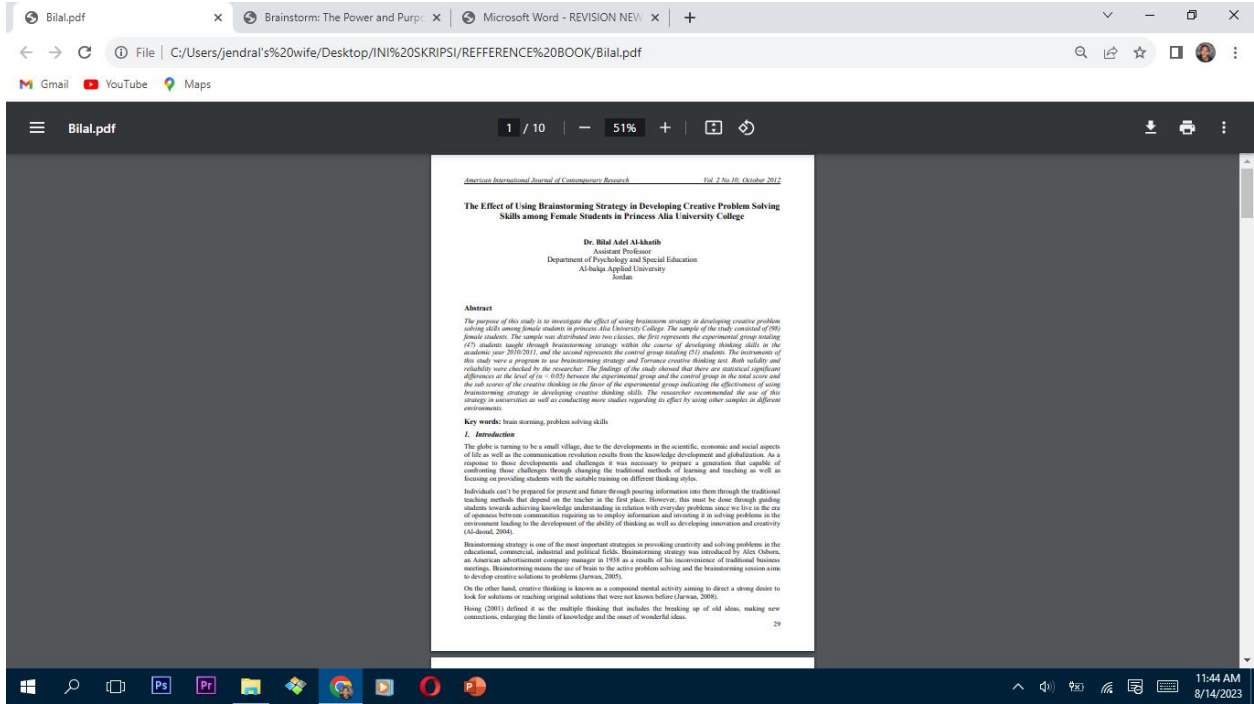 Bilal.pdf
Brainstorm: The Power and Purpo
Microsoft Word - REVISION NEW
File | C:/Users/jendral's%20wife/Desktop/INI%20SKRIPSI/REFFERENCE%20BOOK/Bilal.pdf
Gmail
YouTube
Maps
Bilal.pdf
1 / 10
51%
American International Journal of Contemporary Research Vol. 2 No.10; October 2012
The Effect of Using Brainstorming Strategy in Developing Creative Problem Solving
Skills among Female Students in Princess Alia University College
Dr. Bilal Adel Al-khatib
Assistant Professor
Department of Psychology and Special Education
Al-balqa Applied University
Jordan
Abstract
The purpose of this study is to investigate the effect of using brainstorm strategy in developing creative problem
solving skills among female students in princess Alia University College. The sample of the study consisted of (98)
female students. The sample was distributed into two classes, the first represents the experimental group totaling
(47) students taught through brainstorming strategy within the course of developing thinking skills in the
academic year 2010/2011, and the second represents the control group totaling (51) students. The instruments of
this study were a program to use brainstorming strategy and Torrance creative thinking test. Both validity and
reliability were checked by the researcher. The findings of the study showed that there are statistical significant
differences at the level of (α = 0.05) between the experimental group and the control group in the total score and
the sub scores of the creative thinking in the favor of the experimental group indicating the effectiveness of using
brainstorming strategy in developing creative thinking skills. The researcher recommended the use of this
strategy in universities as well as conducting more studies regarding its effect by using other samples in different
environments.
Key words: brain storming, problem solving skills
1. Introduction
The globe is turning to be a small village, due to the developments in the scientific, economic and social aspects
of life as well as the communication revolution results from the knowledge development and globalization. As a
response to those developments and challenges it was necessary to prepare a generation that capable of
confronting those challenges through changing the traditional methods of learning and teaching as well as
focusing on providing students with the suitable training on different thinking styles.
Individuals can't be prepared for present and future through pouring information into them through the traditional
teaching methods that depend on the teacher in the first place. However, this must be done through guiding
students towards achieving knowledge understanding in relation with everyday problems since we live in the era
of openness between communities requiring us to employ information and investing it in solving problems in the
environment leading to the development of the ability of thinking as well as developing innovation and creativity
(Al-daoud, 2004).
Brainstorming strategy is one of the most important strategies in provoking creativity and solving problems in the
educational, commercial, industrial and political fields. Brainstorming strategy was introduced by Alex Osborn,
an American advertisement company manager in 1938 as a results of his inconvenience of traditional business
meetings. Brainstorming means the use of brain to the active problem solving and the brainstorming session aims
to develop creative solutions to problems (Jarwan, 2005).
On the other hand, creative thinking is known as a compound mental activity aiming to direct a strong desire to
look for solutions or reaching original solutions that were not known before (Jarwan, 2008).
Hoing (2001) defined it as the multiple thinking that includes the breaking up of old ideas, making new
connections, enlarging the limits of knowledge and the onset of wonderful ideas.
29
Ps
Pr
11:44 AM
8/14/2023